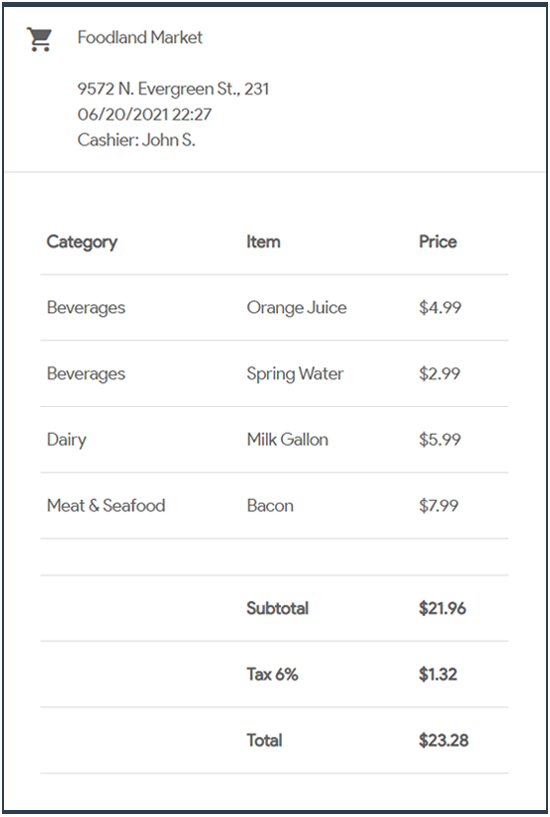 Foodland Market
9572 N. Evergreen St., 231
06/20/2021 22:27
Cashier: John S.
Category Item Price
Beverages Orange Juice $4.99
Beverages Spring Water $2.99
Dairy Milk Gallon $5.99
Meat & Seafood Bacon $7.99
Subtotal $21.96
Tax 6% $1.32
Total $23.28